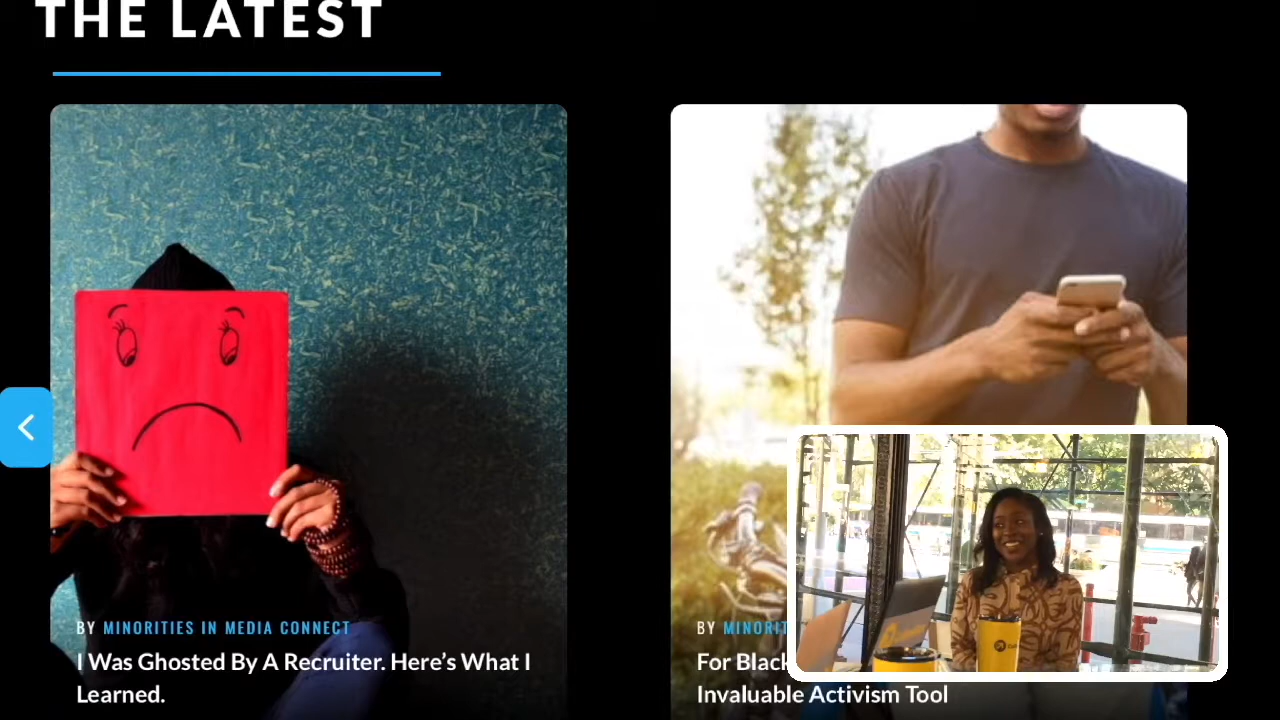 THE LATEST
BY MINORITIES IN MEDIA CONNECT
I Was Ghosted By A Recruiter. Here’s What I
Learned.
BY
For Black
Invaluable Activism Tool